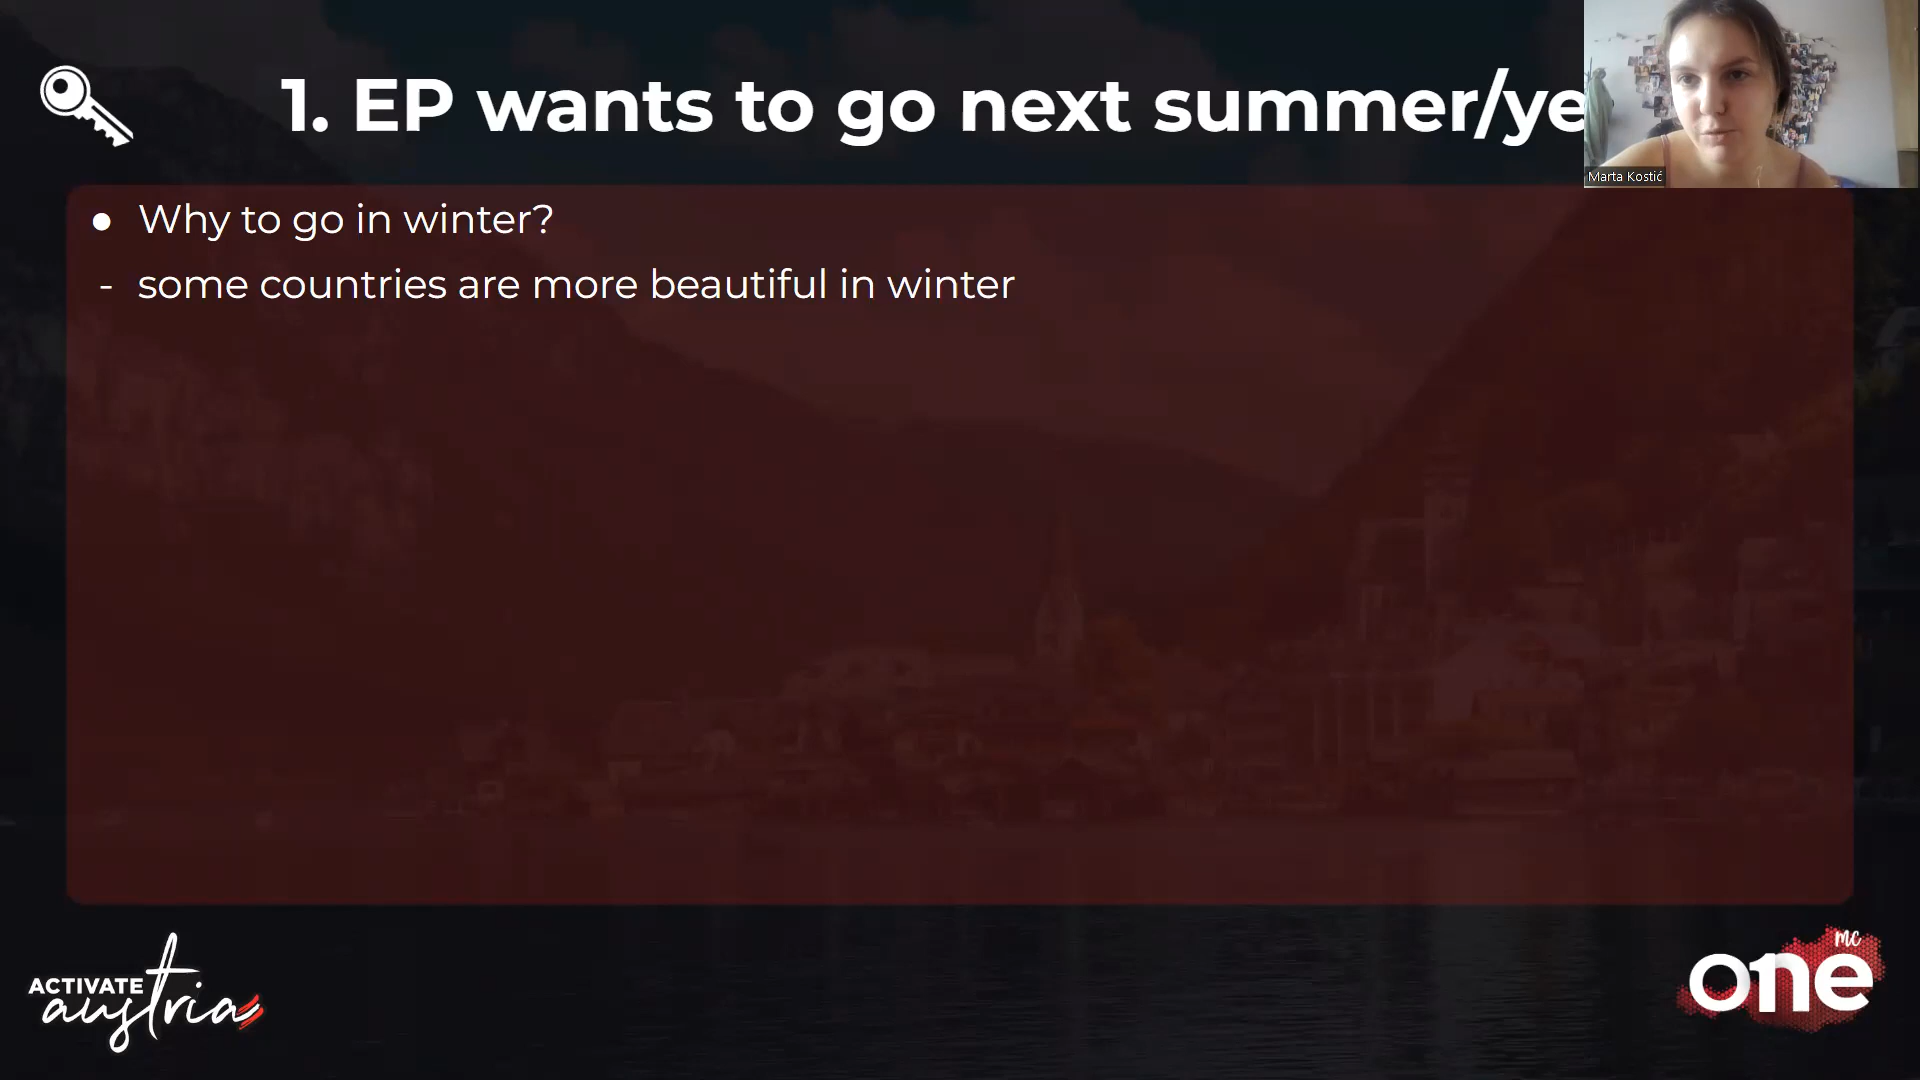 1. EP wants to go next summer/ye
Marta Kostić
● Why to go in winter?
- some countries are more beautiful in winter
ACTIVATE
austria
mc
one